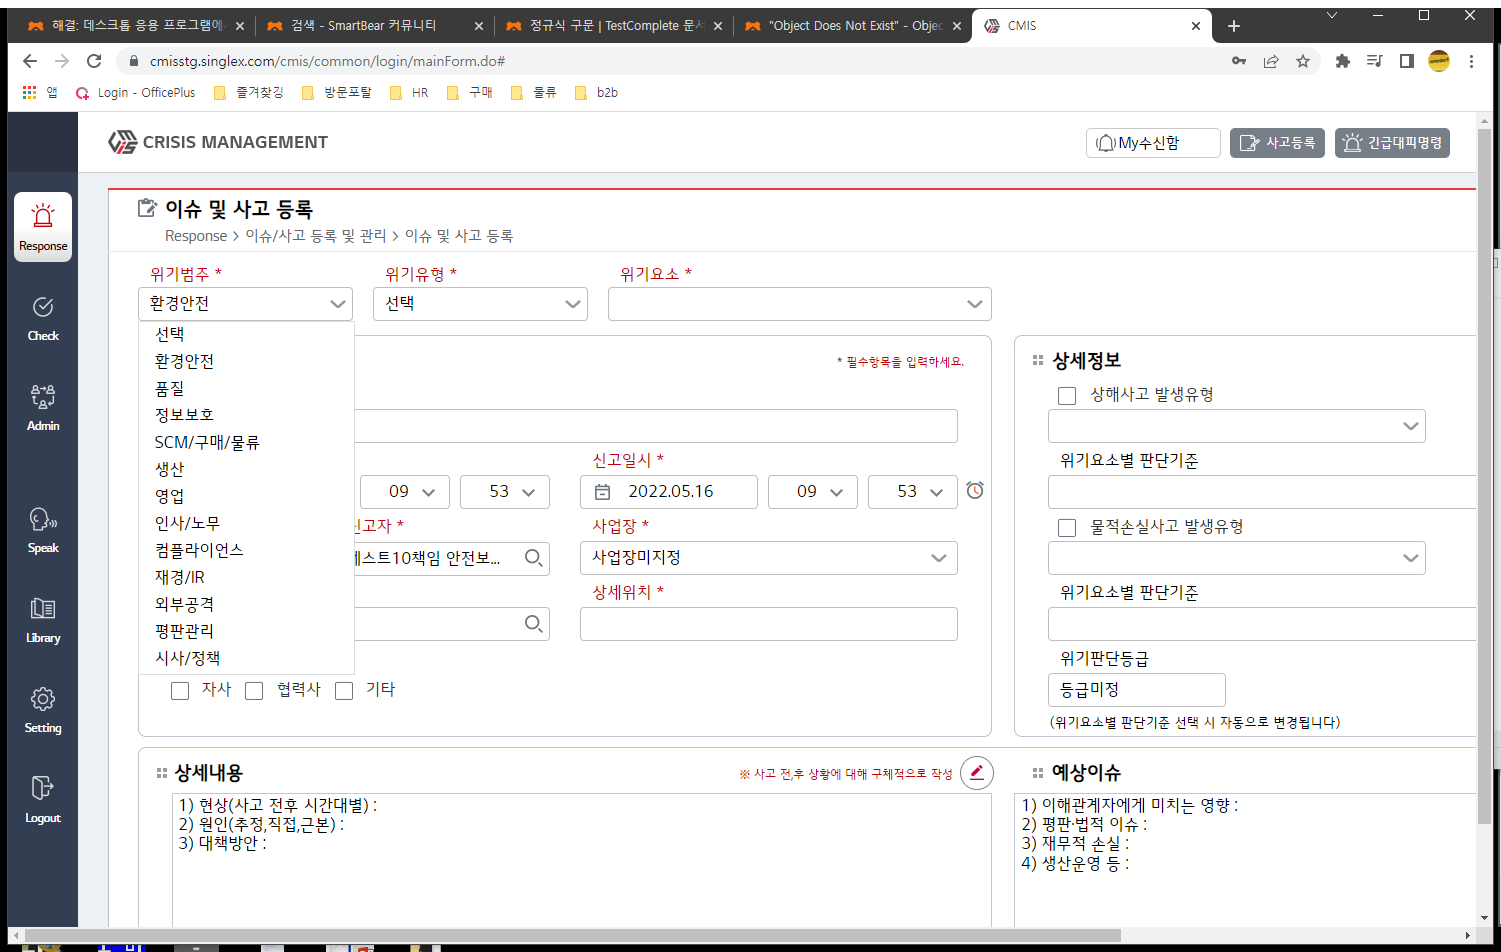 해결: 데스크톱 응용 프로그램에
검색 - SmartBear 커뮤니티
정규식 구문 | TestComplete 문서
"Object Does Not Exist" - Objec
CMIS
cmisstg.singlex.com/cmis/common/login/mainForm.do#
앱
Login - OfficePlus
즐겨찾깅
방문포탈
HR
구매
물류
b2b
CRISIS MANAGEMENT
My수신함
사고등록
긴급대피명령
Response
Check
Admin
Speak
Library
Setting
Logout
이슈 및 사고 등록
Response > 이슈/사고 등록 및 관리 > 이슈 및 사고 등록
위기범주 *
위기유형 *
위기요소 *
환경안전
선택
선택
환경안전
품질
정보보호
SCM/구매/물류
생산
영업
인사/노무
컴플라이언스
재경/IR
외부공격
평판관리
시사/정책
* 필수항목을 입력하세요.
신고일시 *
09
53
2022.05.16
09
53
신고자 *
사업장 *
테스트10책임 안전보...
사업장미지정
상세위치 *
자사
협력사
기타
상세정보
상해사고 발생유형
위기요소별 판단기준
물적손실사고 발생유형
위기요소별 판단기준
위기판단등급
등급미정
(위기요소별 판단기준 선택 시 자동으로 변경됩니다)
상세내용
※ 사고 전,후 상황에 대해 구체적으로 작성
1) 현상(사고 전후 시간대별) :
2) 원인(추정,직접,근본) :
3) 대책방안 :
예상이슈
1) 이해관계자에게 미치는 영향 :
2) 평판·법적 이슈 :
3) 재무적 손실 :
4) 생산운영 등 :